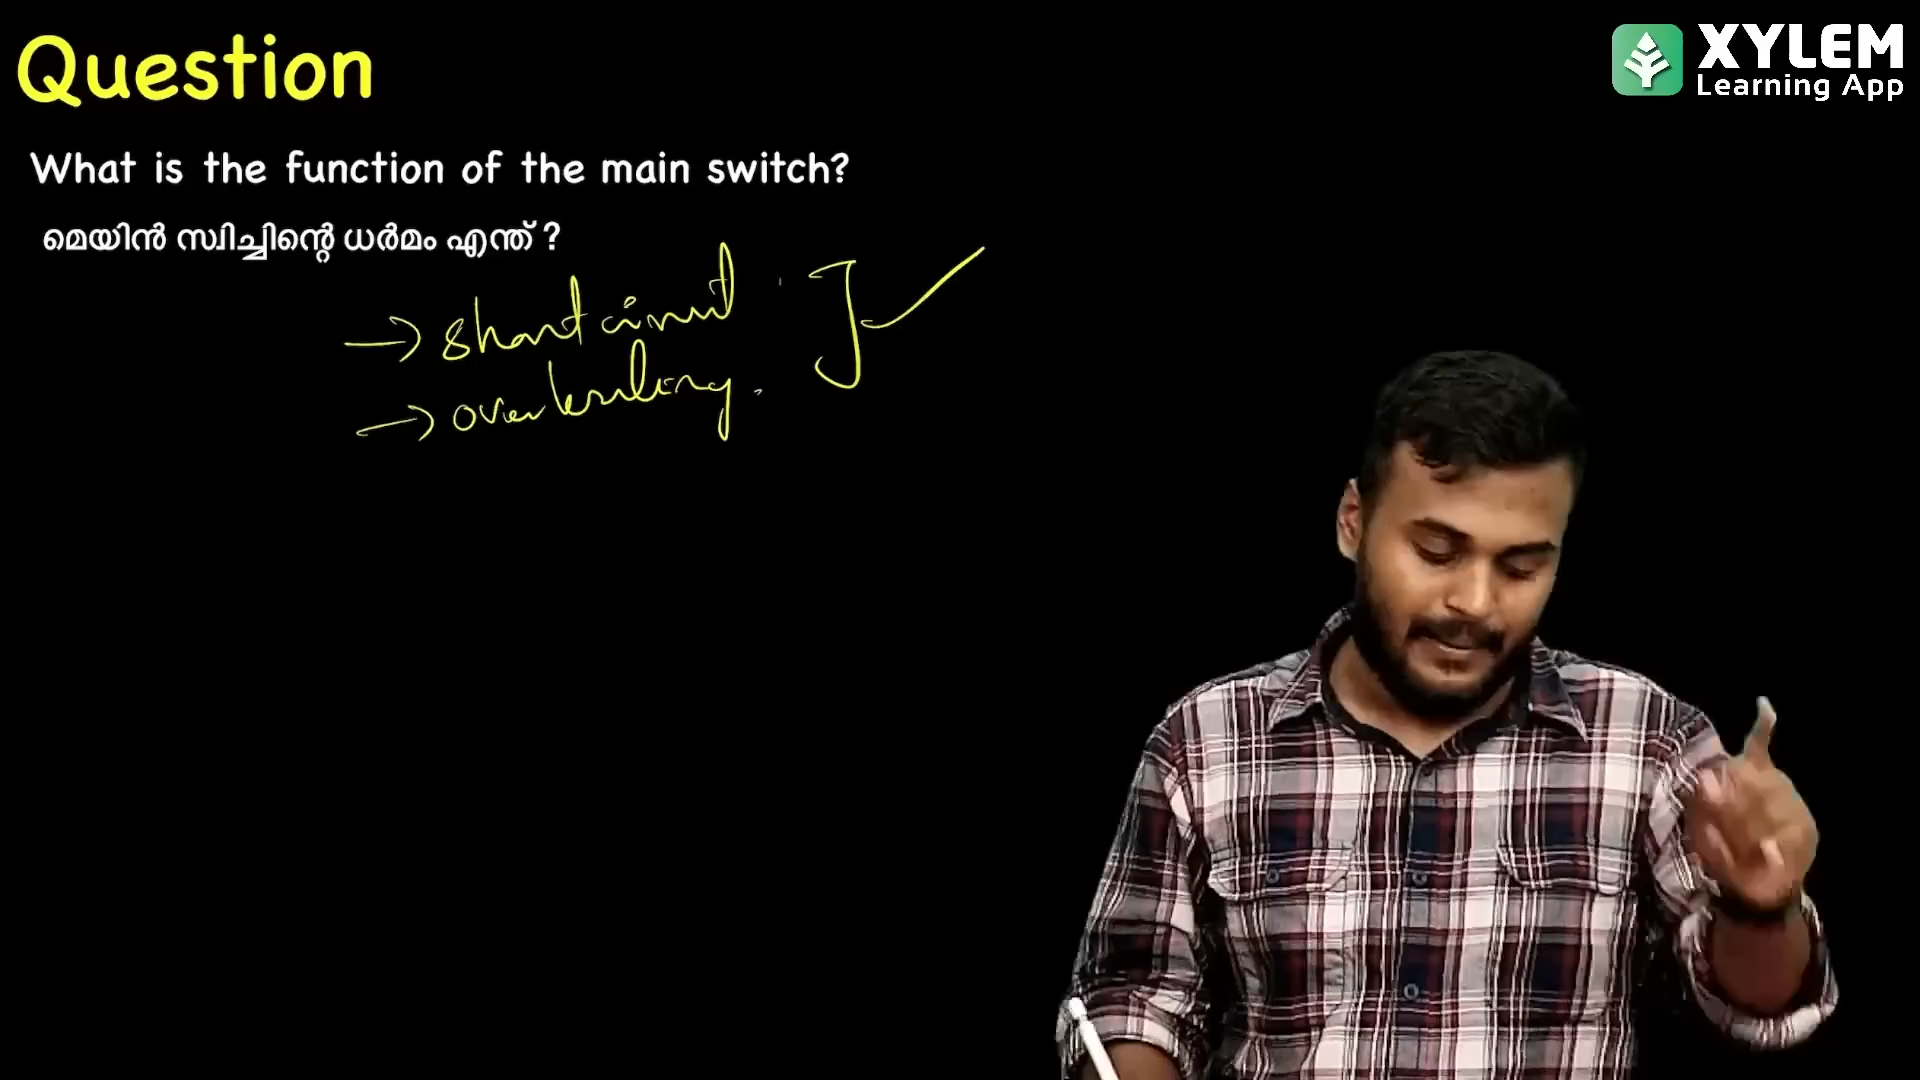 Question
XYLEM
Learning App
What is the function of the main switch?
മെയിൻ സ്വിച്ചിന്റെ ധർമം എന്ത് ?
→ short circuit
→ overloading.